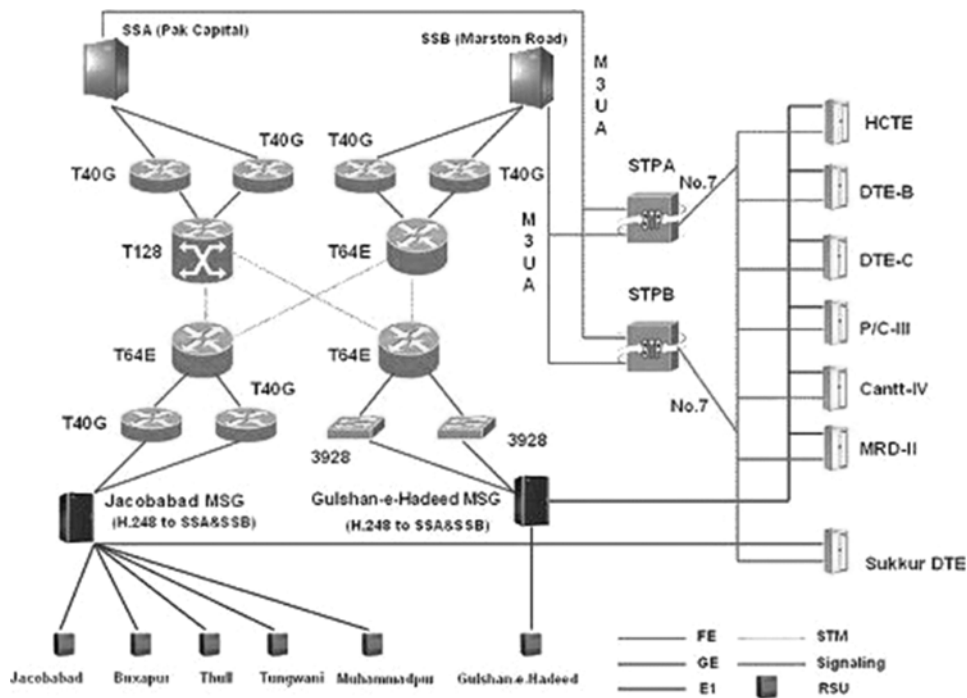 SSA (Pak Capital)
SSB (Marston Road)
M3UA
HCTE
T40G
T40G
T40G
T40G
STPA
No.7
DTE-B
M3UA
T128
T64E
DTE-C
STPB
P/C-III
T64E
T64E
T40G
Cantt-IV
No.7
T40G
3928
3928
MRD-II
Jacobabad MSG
(H.248 to SSA&SSB)
Gulshan-e-Hadeed MSG
(H.248 to SSA&SSB)
Sukkur DTE
Jacobabad
Buxapur
Thull
Tungwani
Muhammadpur
Gulshan.e.Hadeed
FE
STM
GE
Signaling
E1
RSU